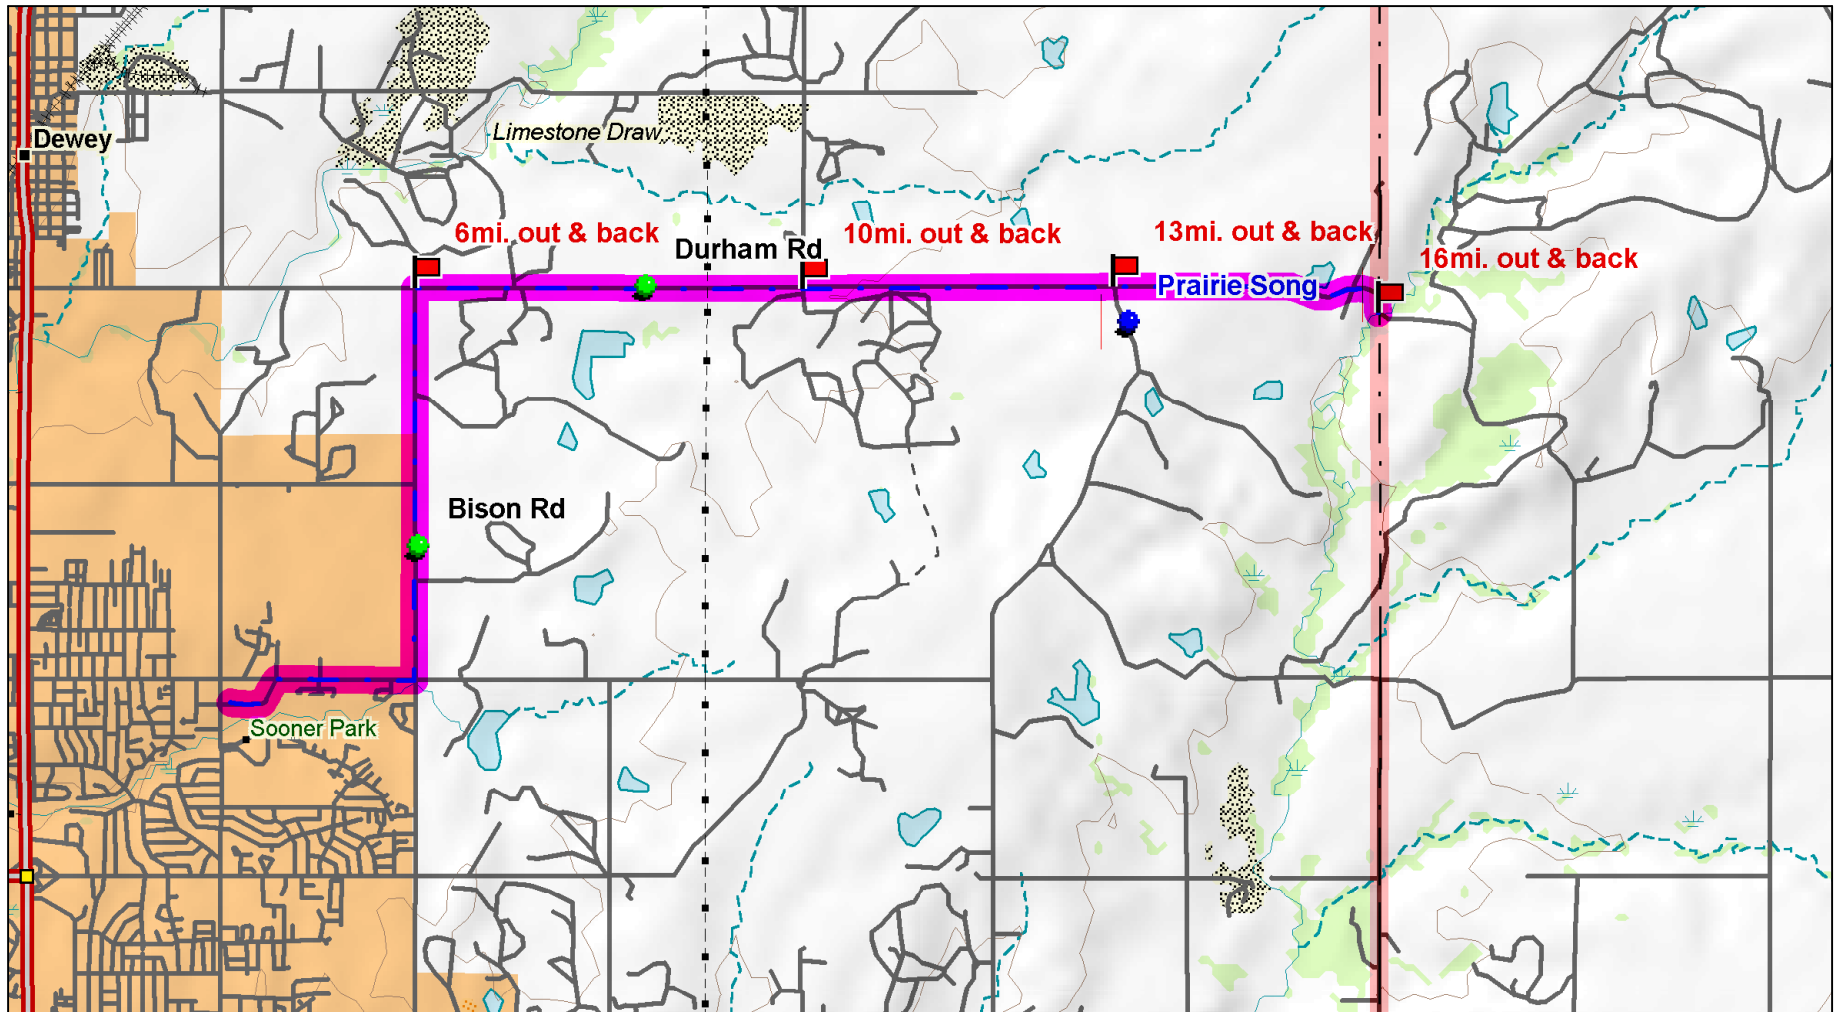 Dewey
Limestone Draw
6mi. out & back
Durham Rd
10mi. out & back
13mi. out & back
16mi. out & back
Prairie Song
Bison Rd
Sooner Park